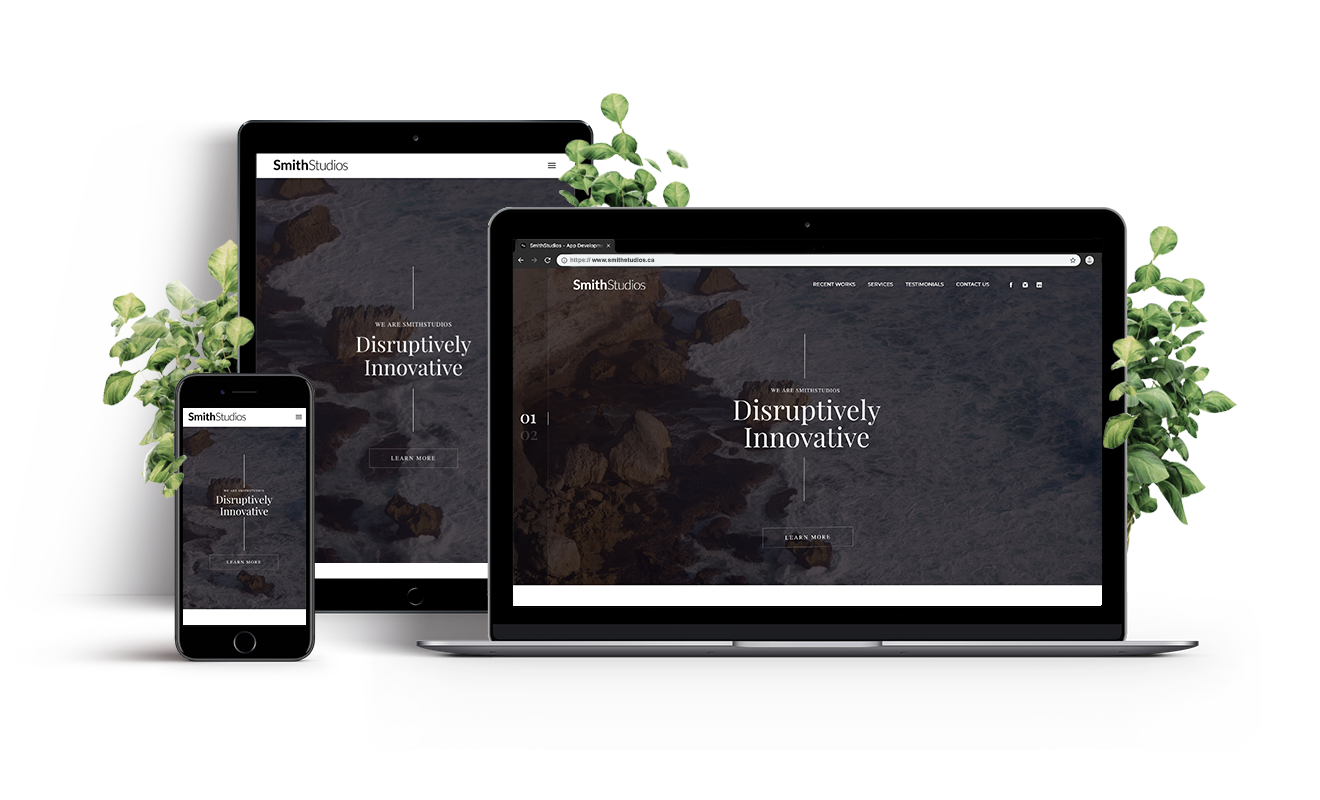 SmithStudios
WE ARE SMITHSTUDIOS
Disruptively
Innovative
LEARN MORE
SmithStudios
WE ARE SMITHSTUDIOS
Disruptively
Innovative
LEARN MORE
SmithStudios - App Developm
https:// www.smithstudios.ca
SmithStudios
RECENT WORKS SERVICES TESTIMONIALS CONTACT US f in
WE ARE SMITHSTUDIOS
Disruptively
Innovative
01
02
LEARN MORE